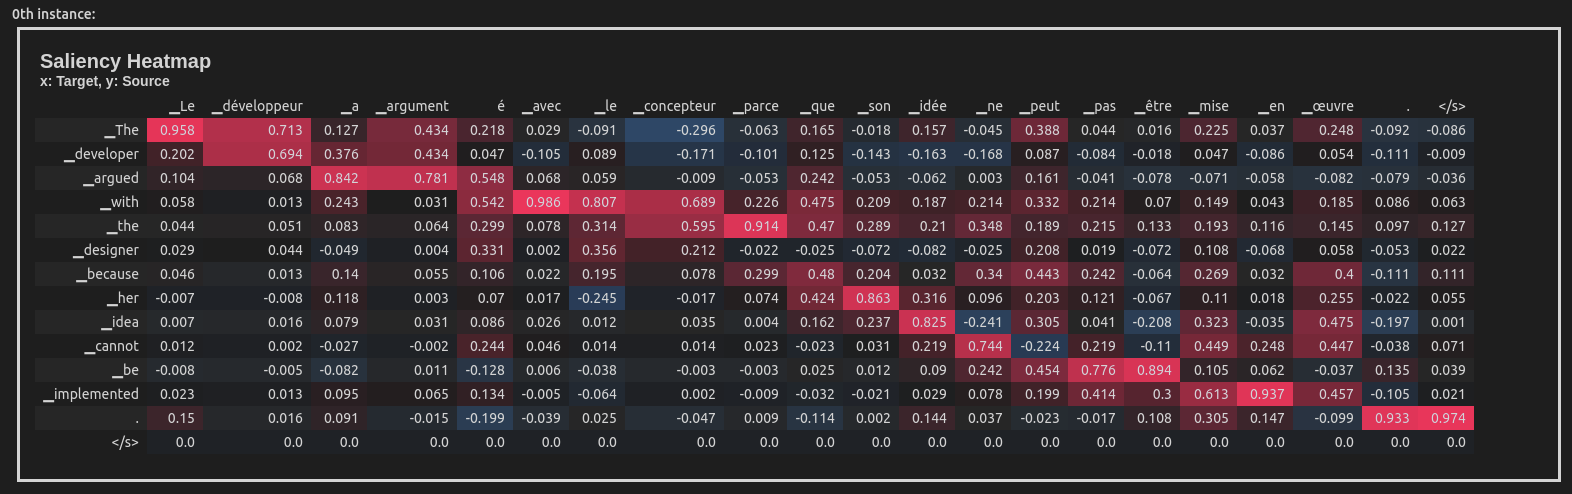 0th instance:
Saliency Heatmap
x: Target, y: Source
▁Le ▁développeur ▁a ▁argument é ▁avec ▁le ▁concepteur ▁parce ▁que ▁son ▁idée ▁ne ▁peut ▁pas ▁être ▁mise ▁en ▁œuvre . </s>
▁The 0.958 0.713 0.127 0.434 0.218 0.029 -0.091 -0.296 -0.063 0.165 -0.018 0.157 -0.045 0.388 0.044 0.016 0.225 0.037 0.248 -0.092 -0.086
▁developer 0.202 0.694 0.376 0.434 0.047 -0.105 0.089 -0.171 -0.101 0.125 -0.143 -0.163 -0.168 0.087 -0.084 -0.018 0.047 -0.086 0.054 -0.111 -0.009
▁argued 0.104 0.068 0.842 0.781 0.548 0.068 0.059 -0.009 -0.053 0.242 -0.053 -0.062 0.003 0.161 -0.041 -0.078 -0.071 -0.058 -0.082 -0.079 -0.036
▁with 0.058 0.013 0.243 0.031 0.542 0.986 0.807 0.689 0.226 0.475 0.209 0.187 0.214 0.332 0.214 0.07 0.149 0.043 0.185 0.086 0.063
▁the 0.044 0.051 0.083 0.064 0.299 0.078 0.314 0.595 0.914 0.47 0.289 0.21 0.348 0.189 0.215 0.133 0.193 0.116 0.145 0.097 0.127
▁designer 0.029 0.044 -0.049 0.004 0.331 0.002 0.356 0.212 -0.022 -0.025 -0.072 -0.082 -0.025 0.208 0.019 -0.072 0.108 -0.068 0.058 -0.053 0.022
▁because 0.046 0.013 0.14 0.055 0.106 0.022 0.195 0.078 0.299 0.48 0.204 0.032 0.34 0.443 0.242 -0.064 0.269 0.032 0.4 -0.111 0.111
▁her -0.007 -0.008 0.118 0.003 0.07 0.017 -0.245 -0.017 0.074 0.424 0.863 0.316 0.096 0.203 0.121 -0.067 0.11 0.018 0.255 -0.022 0.055
▁idea 0.007 0.016 0.079 0.031 0.086 0.026 0.012 0.035 0.004 0.162 0.237 0.825 -0.241 0.305 0.041 -0.208 0.323 -0.035 0.475 -0.197 0.001
▁cannot 0.012 0.002 -0.027 -0.002 0.244 0.046 0.014 0.014 0.023 -0.023 0.031 0.219 0.744 -0.224 0.219 -0.11 0.449 0.248 0.447 -0.038 0.071
▁be -0.008 -0.005 -0.082 0.011 -0.128 0.006 -0.038 -0.003 -0.003 0.025 0.012 0.09 0.242 0.454 0.776 0.894 0.105 0.062 -0.037 0.135 0.039
▁implemented 0.023 0.013 0.095 0.065 0.134 -0.005 -0.064 0.002 -0.009 -0.032 -0.021 0.029 0.078 0.199 0.414 0.3 0.613 0.937 0.457 -0.105 0.021
. 0.15 0.016 0.091 -0.015 -0.199 -0.039 0.025 -0.047 0.009 -0.114 0.002 0.144 0.037 -0.023 -0.017 0.108 0.305 0.147 -0.099 0.933 0.974
</s> 0.0 0.0 0.0 0.0 0.0 0.0 0.0 0.0 0.0 0.0 0.0 0.0 0.0 0.0 0.0 0.0 0.0 0.0 0.0 0.0 0.0